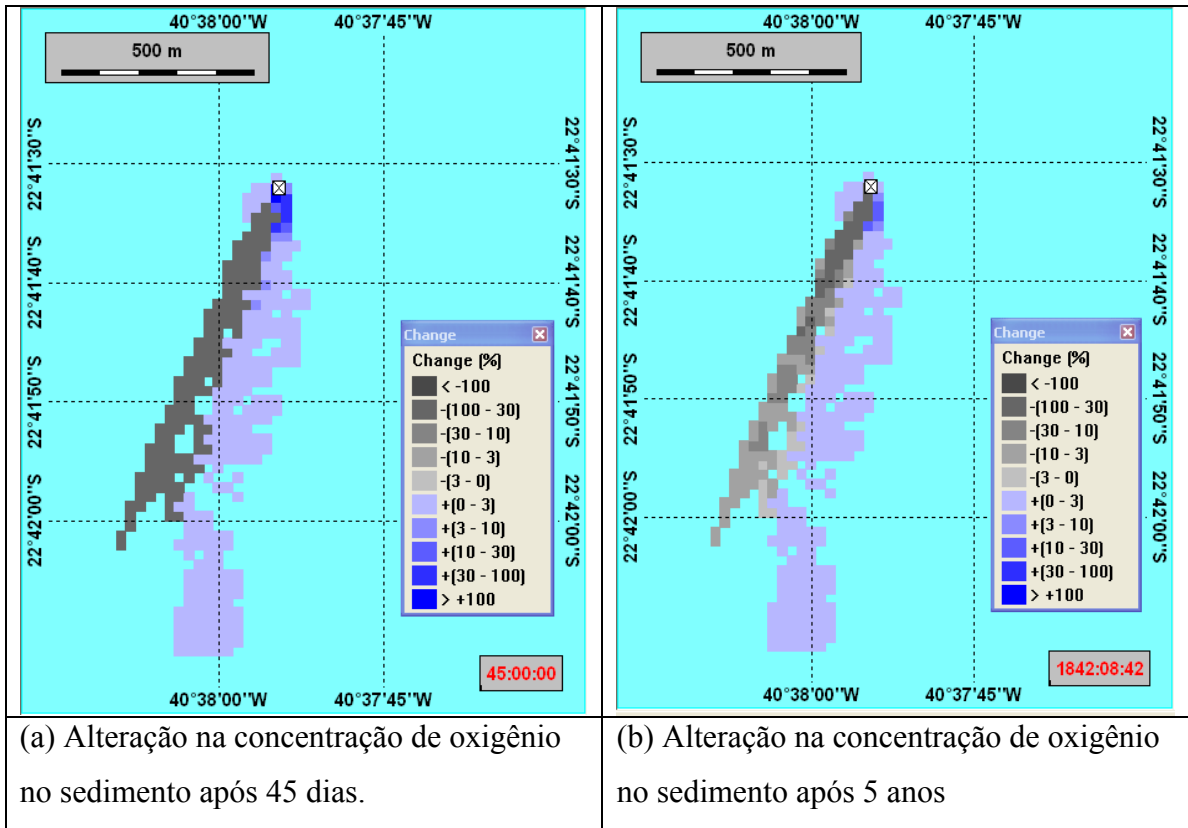 40°38'00''W 40°37'45''W
500 m
22°41'30''S
22°41'30''S
22°41'40''S
22°41'40''S
22°41'50''S
22°41'50''S
22°42'00''S
22°42'00''S
Change
Change (%)
< -100
-(100 - 30)
-(30 - 10)
-(10 - 3)
-(3 - 0)
+(0 - 3)
+(3 - 10)
+(10 - 30)
+(30 - 100)
> +100
45:00:00
40°38'00''W 40°37'45''W
(a) Alteração na concentração de oxigênio
no sedimento após 45 dias.
40°38'00''W 40°37'45''W
500 m
22°41'30''S
22°41'30''S
22°41'40''S
22°41'40''S
22°41'50''S
22°41'50''S
22°42'00''S
22°42'00''S
Change
Change (%)
< -100
-(100 - 30)
-(30 - 10)
-(10 - 3)
-(3 - 0)
+(0 - 3)
+(3 - 10)
+(10 - 30)
+(30 - 100)
> +100
1842:08:42
40°38'00''W 40°37'45''W
(b) Alteração na concentração de oxigênio
no sedimento após 5 anos